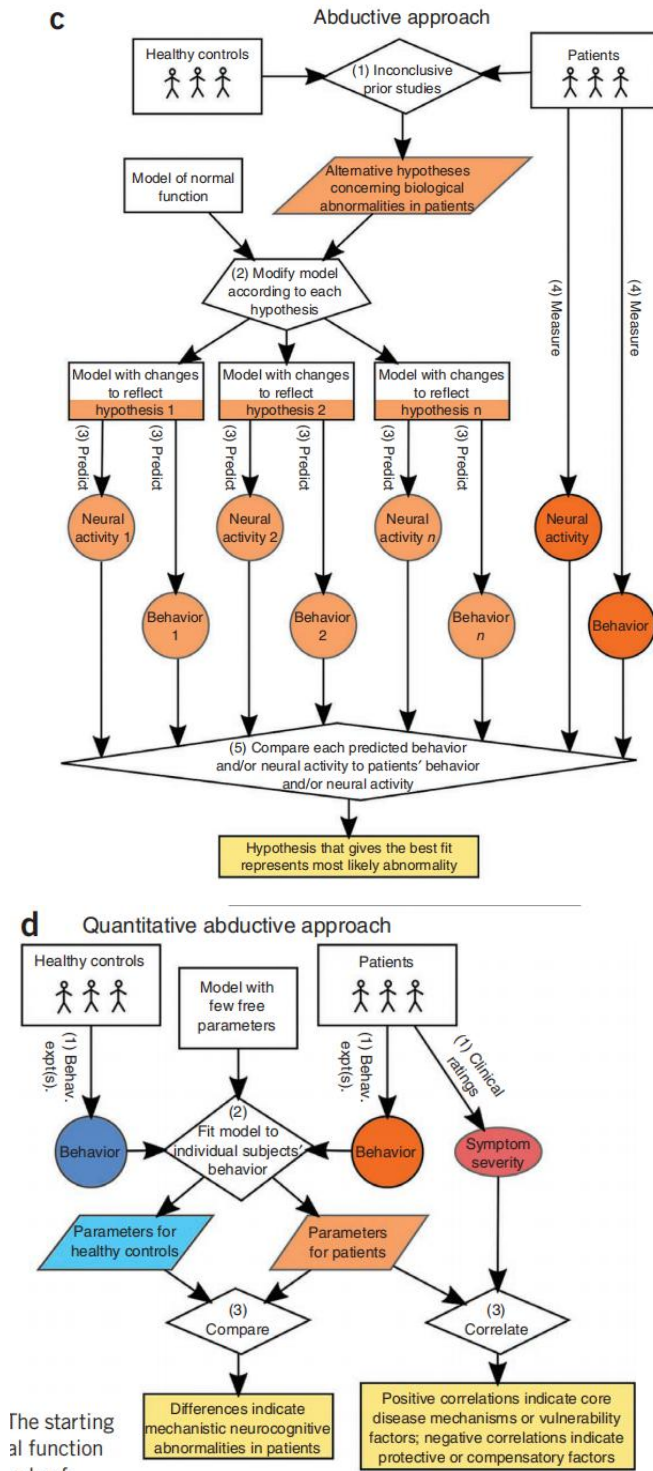 c
Abductive approach
Healthy controls
(1) Inconclusive
prior studies
Patients
Model of normal
function
Alternative hypotheses
concerning biological
abnormalities in patients
(2) Modify model
according to each
hypothesis
(4) Measure
(4) Measure
Model with changes
to reflect
hypothesis 1
Model with changes
to reflect
hypothesis 2
Model with changes
to reflect
hypothesis n
(3) Predict
(3) Predict
(3) Predict
(3) Predict
(3) Predict
(3) Predict
Neural
activity 1
Neural
activity 2
Neural
activity n
Neural
activity
Behavior
1
Behavior
2
Behavior
n
Behavior
(5) Compare each predicted behavior
and/or neural activity to patients' behavior
and/or neural activity
Hypothesis that gives the best fit
represents most likely abnormality
d
Quantitative abductive approach
Healthy controls
Model with
few free
parameters
Patients
(1) Behav.
expt(s).
(1) Behav.
expt(s).
(1) Clinical
ratings
Behavior
(2)
Fit model to
individual subjects'
behavior
Behavior
Symptom
severity
Parameters for
healthy controls
Parameters
for patients
(3)
Compare
(3)
Correlate
Differences indicate
mechanistic neurocognitive
abnormalities in patients
Positive correlations indicate core
disease mechanisms or vulnerability
factors; negative correlations indicate
protective or compensatory factors
The starting
al function